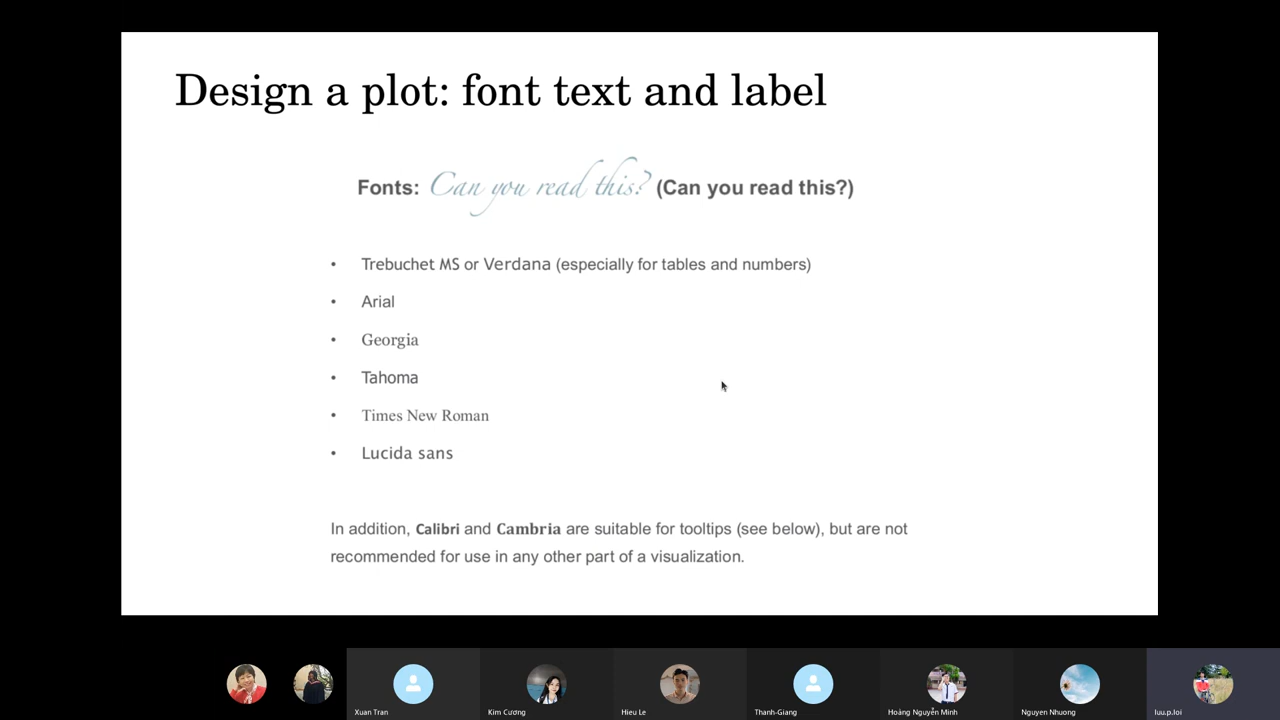 Design a plot: font text and label
Fonts: Can you read this? (Can you read this?)
• Trebuchet MS or Verdana (especially for tables and numbers)
• Arial
• Georgia
• Tahoma
• Times New Roman
• Lucida sans
In addition, Calibri and Cambria are suitable for tooltips (see below), but are not
recommended for use in any other part of a visualization.
Xuan Tran
Kim Cương
Hieu Le
Thanh-Giang
Hoàng Nguyễn Minh
Nguyen Nhuong
luu.p.loi